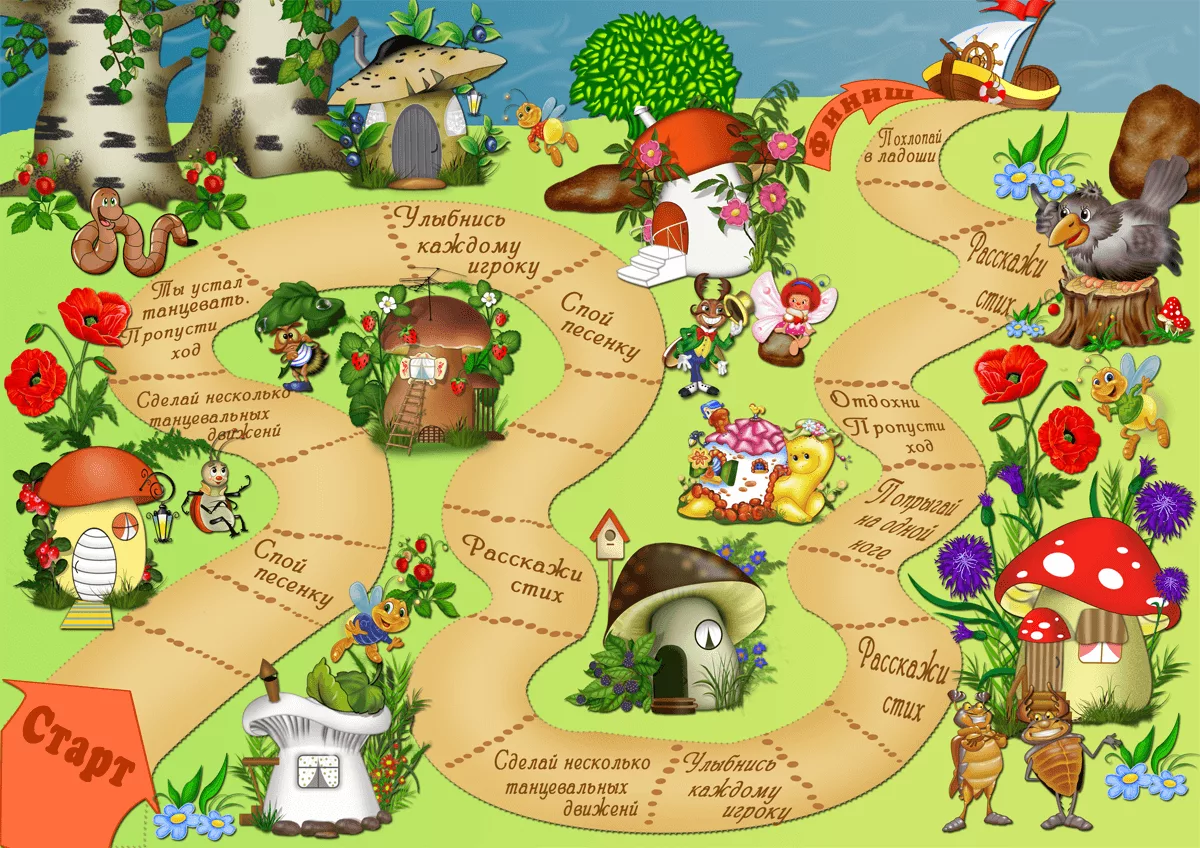 Старт
Спой
песенку
Сделай несколько
танцевальных
движенй
Ты устал
танцевать.
Пропусти
ход
Улыбнись
каждому
игроку
Спой
песенку
Расскажи
стих
Сделай несколько
танцевальных
движенй
Улыбнись
каждому
игроку
Расскажи
стих
Попрыгай
на одной
ноге
Отдохни
Пропусти
ход
Расскажи
стих
Похлопай
в ладоши
Финиш